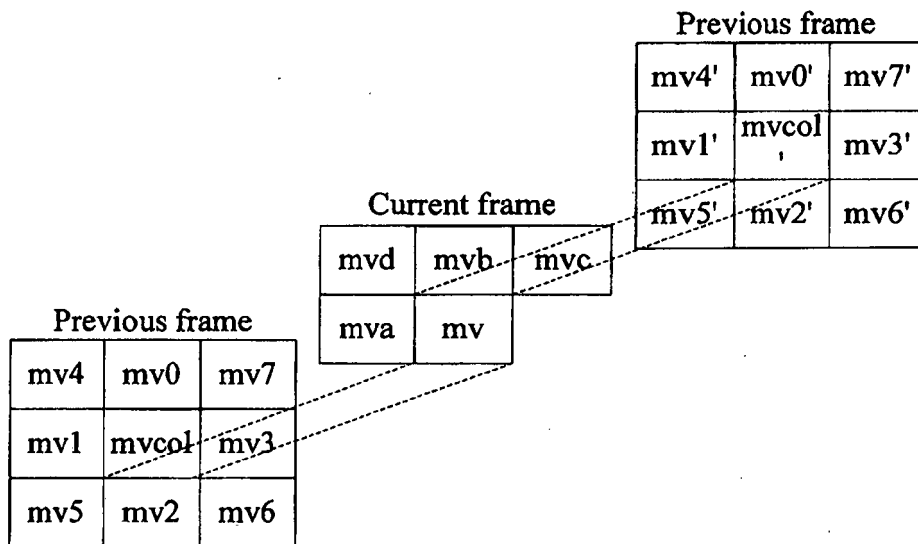 Previous frame
mv4' mv0' mv7'
mv1' mvcol ' mv3'
mv5' mv2' mv6'
Current frame
mvd mvb mvc
mva mv
Previous frame
mv4 mv0 mv7
mv1 mvcol mv3
mv5 mv2 mv6